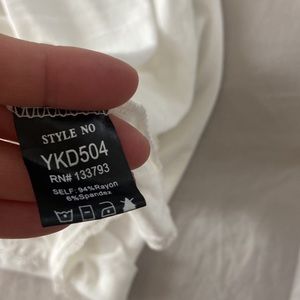 STYLE NO
YKD504
RN# 133793
SELF: 94%Rayon
6%Spandex